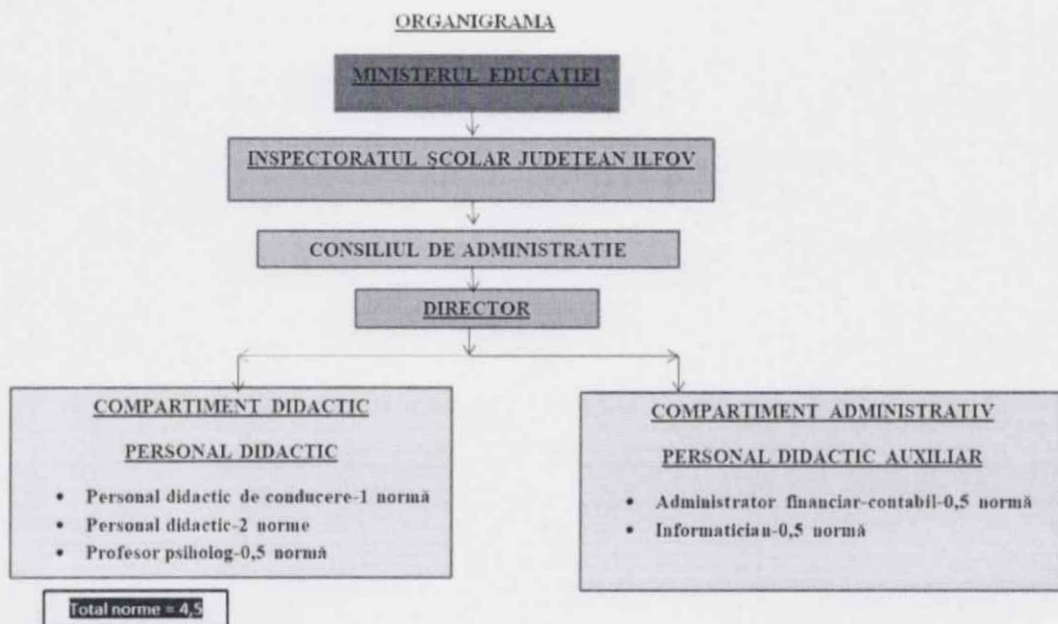 ORGANIGRAMA
MINISTERUL EDUCATIEI
INSPECTORATUL ŞCOLAR JUDEŢEAN ILFOV
CONSILIUL DE ADMINISTRATIE
DIRECTOR
COMPARTIMENT DIDACTIC
PERSONAL DIDACTIC
• Personal didactic de conducere-1 normă
• Personal didactic-2 norme
• Profesor psiholog-0,5 normă
Total norme = 4,5
COMPARTIMENT ADMINISTRATIV
PERSONAL DIDACTIC AUXILIAR
• Administrator financiar-contabil-0,5 normă
• Informatician-0,5 normă